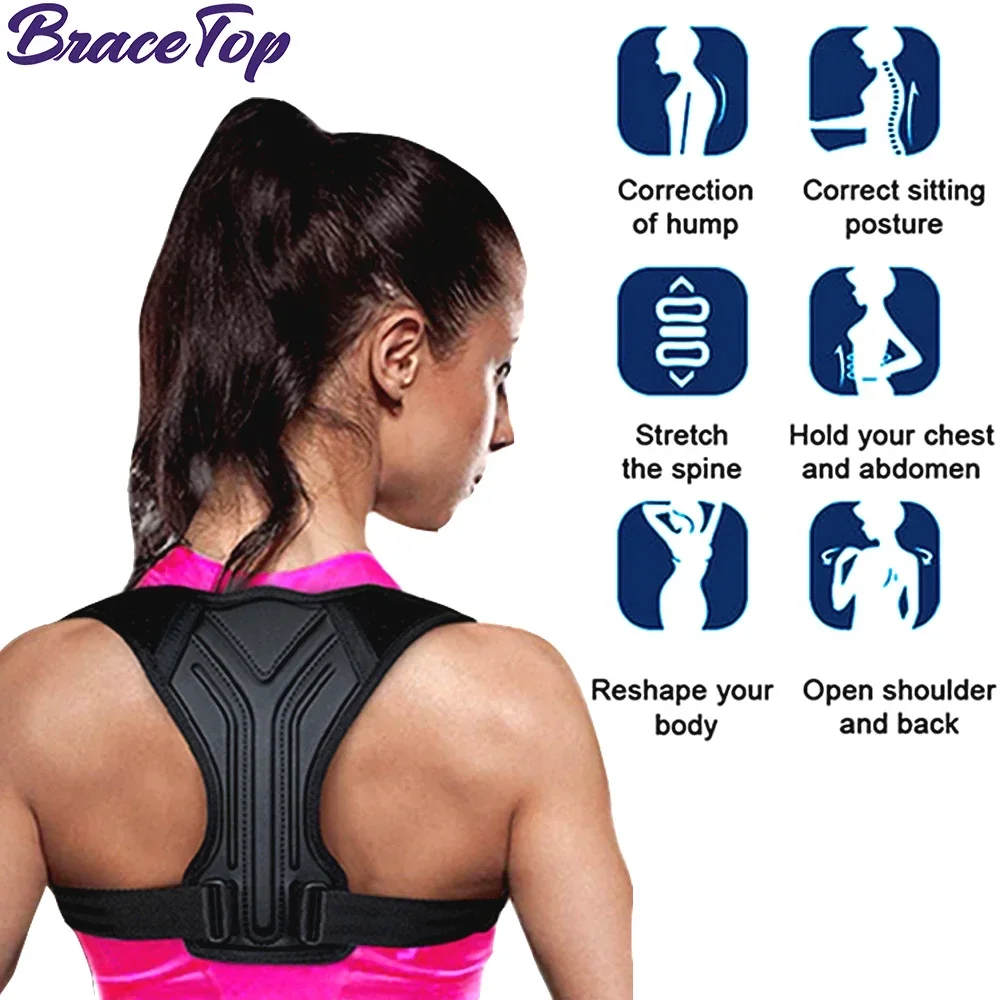 BraceTop
Correction
of hump
Correct sitting
posture
Stretch
the spine
Hold your chest
and abdomen
Reshape your
body
Open shoulder
and back